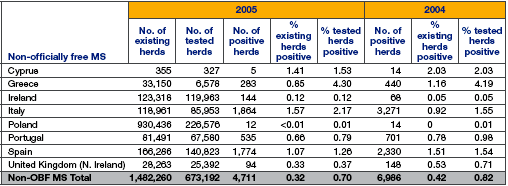 2005 2004
Non-officially free MS No. of existing herds No. of tested herds No. of positive herds % existing herds positive % tested herds positive No. of positive herds % existing herds positive % tested herds positive
Cyprus 355 327 5 1.41 1.53 14 2.03 2.03
Greece 33,150 6,578 283 0.85 4.30 440 1.16 4.19
Ireland 123,318 119,963 144 0.12 0.12 68 0.05 0.05
Italy 118,961 85,953 1,864 1.57 2.17 3,271 0.92 1.55
Poland 930,436 226,576 12 <0.01 0.01 14 0 0.01
Portugal 81,491 67,580 535 0.66 0.79 701 0.78 0.98
Spain 166,286 140,823 1,774 1.07 1.26 2,330 1.51 1.54
United Kingdom (N. Ireland) 28,263 25,392 94 0.33 0.37 148 0.53 0.71
Non-OBF MS Total 1,482,260 673,192 4,711 0.32 0.70 6,986 0.42 0.82